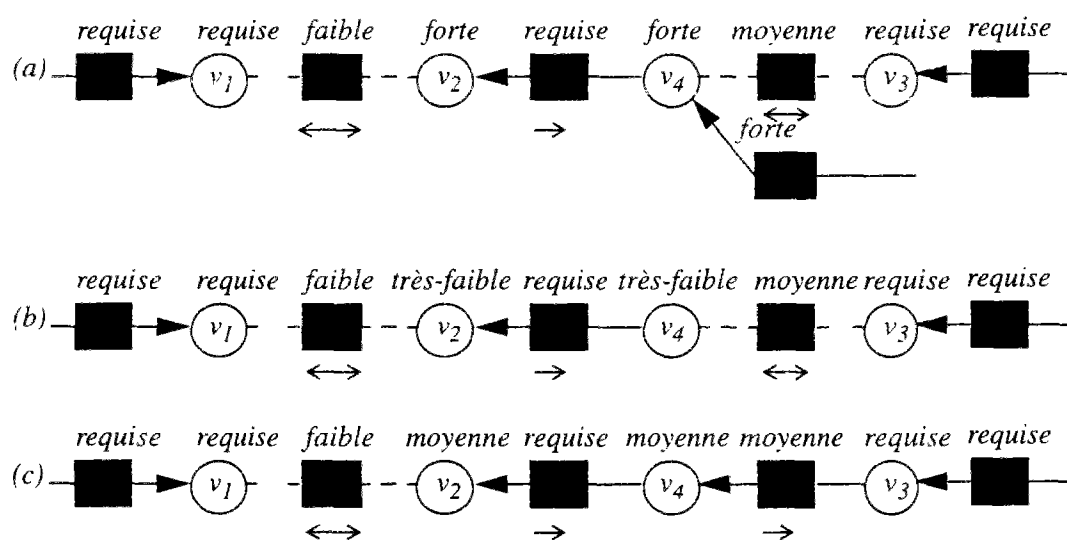 requise requise faible forte requise forte moyenne requise requise
(a) v1 v2 v4 v3
forte
requise requise faible très-faible requise très-faible moyenne requise requise
(b) v1 v2 v4 v3
requise requise faible moyenne requise moyenne moyenne requise requise
(c) v1 v2 v4 v3